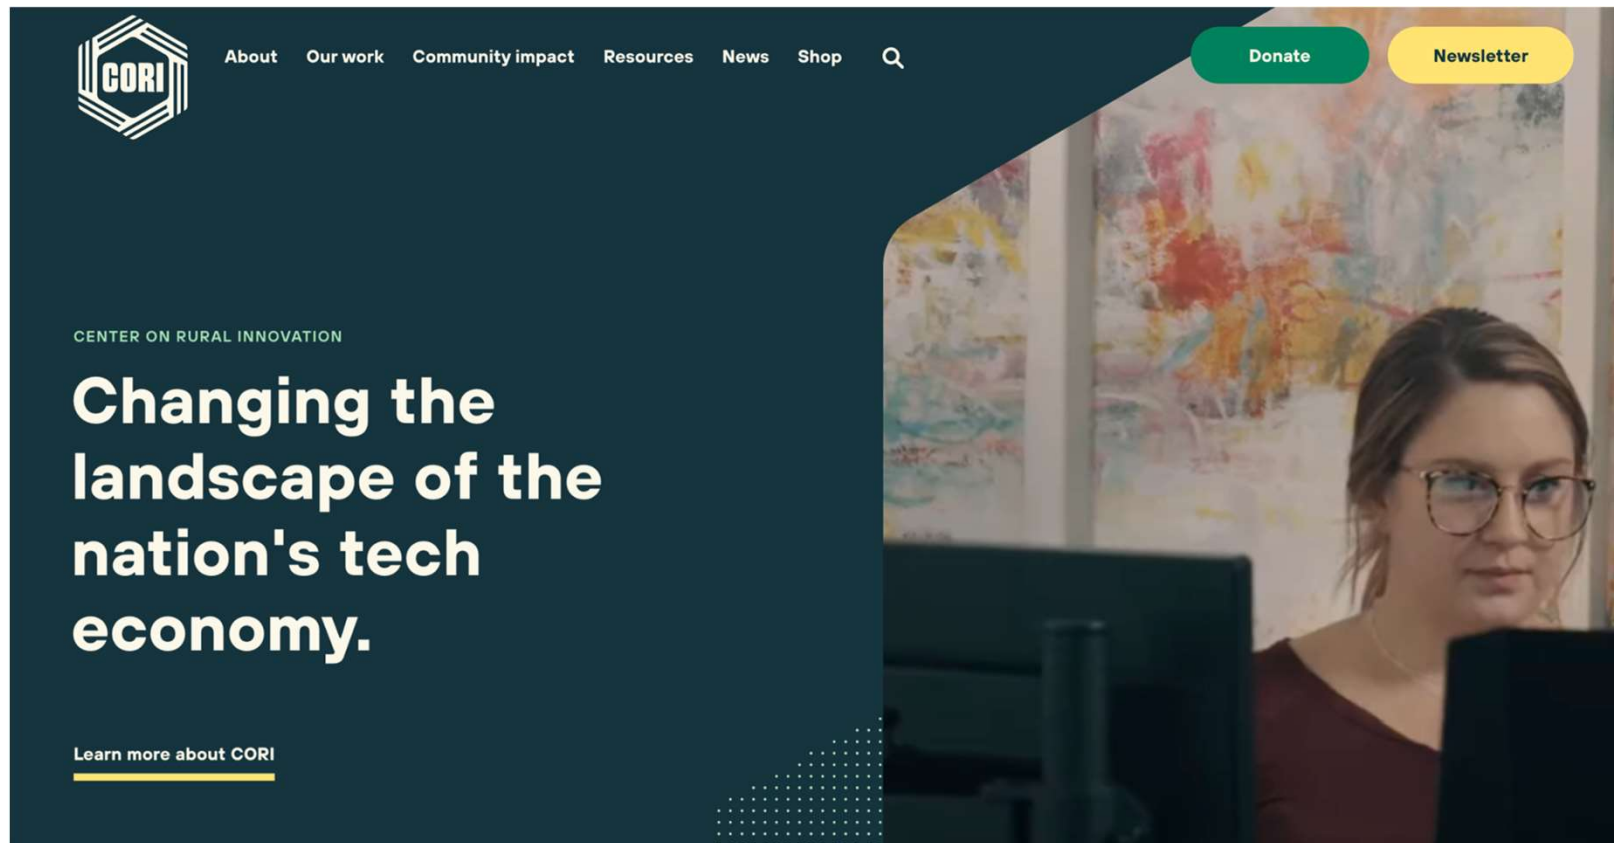 CORI
About
Our work
Community impact
Resources
News
Shop
Donate
Newsletter
CENTER ON RURAL INNOVATION
Changing the
landscape of the
nation's tech
economy.
Learn more about CORI